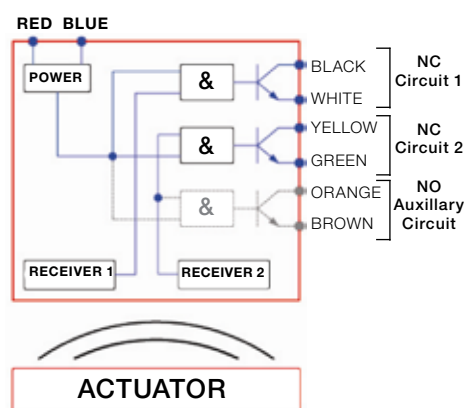 RED BLUE
POWER
&
BLACK
WHITE
NC
Circuit 1
&
YELLOW
GREEN
NC
Circuit 2
&
ORANGE
BROWN
NO
Auxillary
Circuit
RECEIVER 1
RECEIVER 2
ACTUATOR